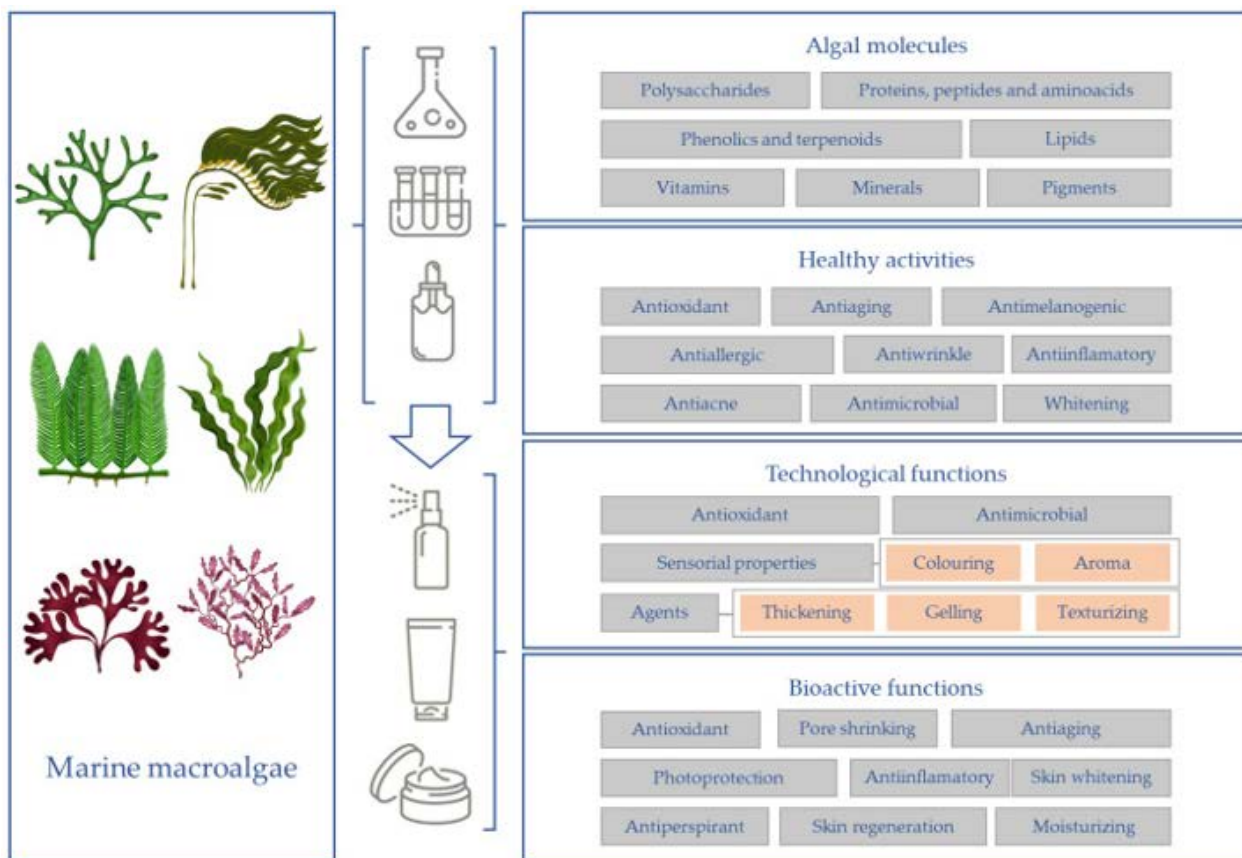 Marine macroalgae
Algal molecules
Polysaccharides
Proteins, peptides and aminoacids
Phenolics and terpenoids
Lipids
Vitamins
Minerals
Pigments
Healthy activities
Antioxidant
Antiaging
Antimelanogenic
Antiallergic
Antiwrinkle
Antiinflamatory
Antiacne
Antimicrobial
Whitening
Technological functions
Antioxidant
Antimicrobial
Sensorial properties
Colouring
Aroma
Agents
Thickening
Gelling
Texturizing
Bioactive functions
Antioxidant
Pore shrinking
Antiaging
Photoprotection
Antiinflamatory
Skin whitening
Antiperspirant
Skin regeneration
Moisturizing